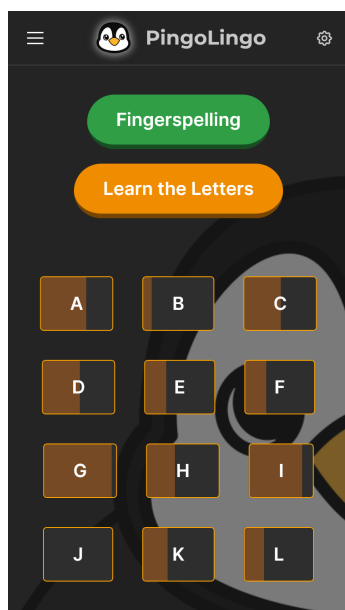 PingoLingo
Fingerspelling
Learn the Letters
A B C
D E F
G H I
J K L